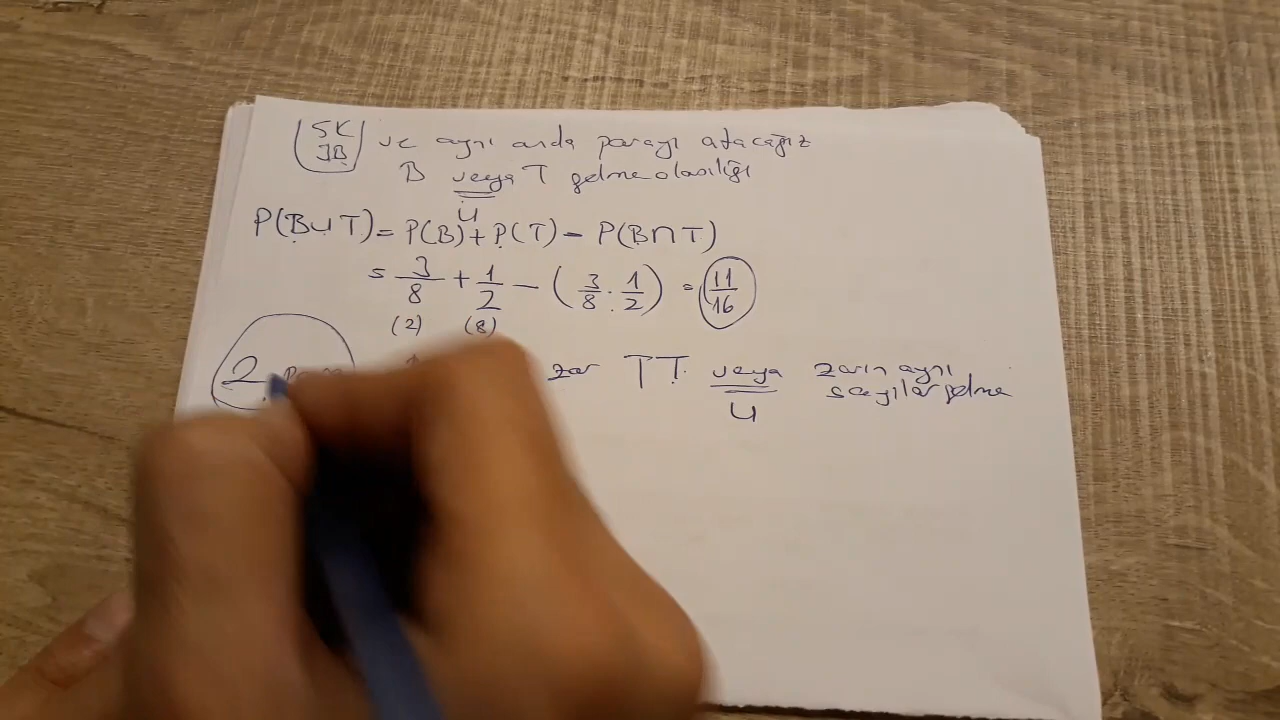 5K
3B
ve aynı anda parayı atacağız
B veya T gelme olasılığı
U
P(B∪T) = P(B) + P(T) - P(B∩T)
= 3/8 + 1/2 - (3/8 . 1/2) = 11/16
(2) (8)
2 zar TT veya zarın aynı
sayılar gelme
U